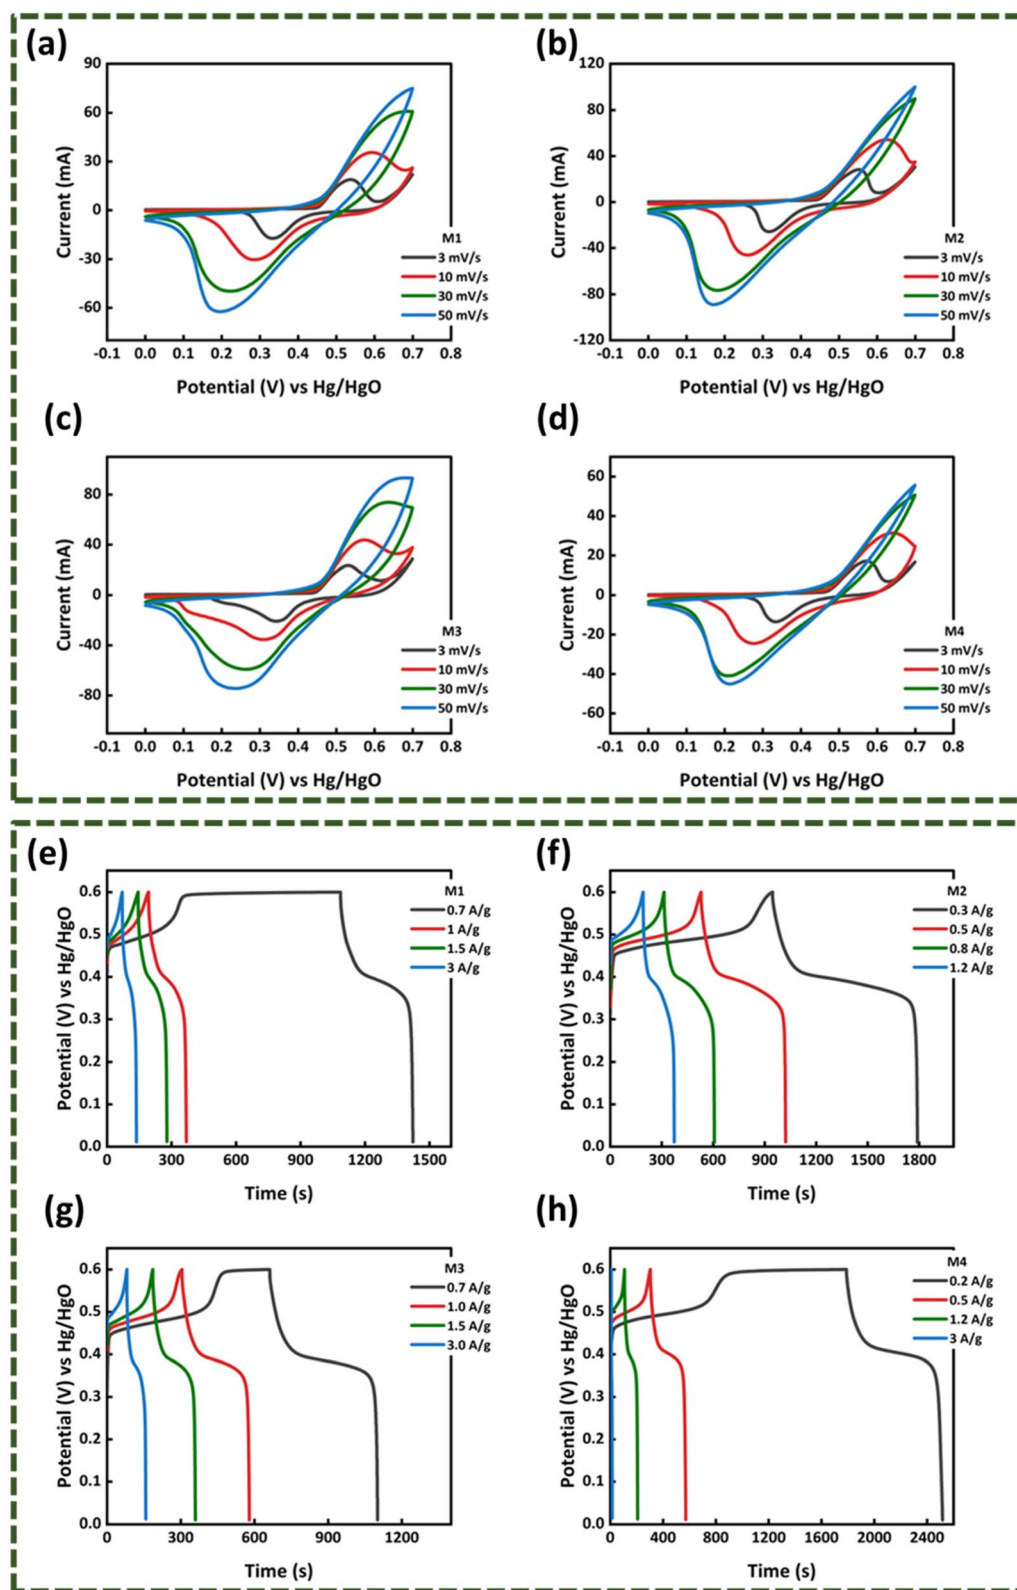 (a)
90
60
30
0
-30
-60
Current (mA)
M1
3 mV/s
10 mV/s
30 mV/s
50 mV/s
-0.1 0.0 0.1 0.2 0.3 0.4 0.5 0.6 0.7 0.8
Potential (V) vs Hg/HgO
(b)
120
80
40
0
-40
-80
-120
Current (mA)
M2
3 mV/s
10 mV/s
30 mV/s
50 mV/s
-0.1 0.0 0.1 0.2 0.3 0.4 0.5 0.6 0.7 0.8
Potential (V) vs Hg/HgO
(c)
80
40
0
-40
-80
Current (mA)
M3
3 mV/s
10 mV/s
30 mV/s
50 mV/s
-0.1 0.0 0.1 0.2 0.3 0.4 0.5 0.6 0.7 0.8
Potential (V) vs Hg/HgO
(d)
60
40
20
0
-20
-40
-60
Current (mA)
M4
3 mV/s
10 mV/s
30 mV/s
50 mV/s
-0.1 0.0 0.1 0.2 0.3 0.4 0.5 0.6 0.7 0.8
Potential (V) vs Hg/HgO
(e)
0.6
0.5
0.4
0.3
0.2
0.1
0.0
Potential (V) vs Hg/HgO
M1
0.7 A/g
1 A/g
1.5 A/g
3 A/g
0 300 600 900 1200 1500
Time (s)
(f)
0.6
0.5
0.4
0.3
0.2
0.1
0.0
Potential (V) vs Hg/HgO
M2
0.3 A/g
0.5 A/g
0.8 A/g
1.2 A/g
0 300 600 900 1200 1500 1800
Time (s)
(g)
0.6
0.5
0.4
0.3
0.2
0.1
0.0
Potential (V) vs Hg/HgO
M3
0.7 A/g
1.0 A/g
1.5 A/g
3.0 A/g
0 300 600 900 1200
Time (s)
(h)
0.6
0.5
0.4
0.3
0.2
0.1
0.0
Potential (V) vs Hg/HgO
M4
0.2 A/g
0.5 A/g
1.2 A/g
3 A/g
0 400 800 1200 1600 2000 2400
Time (s)